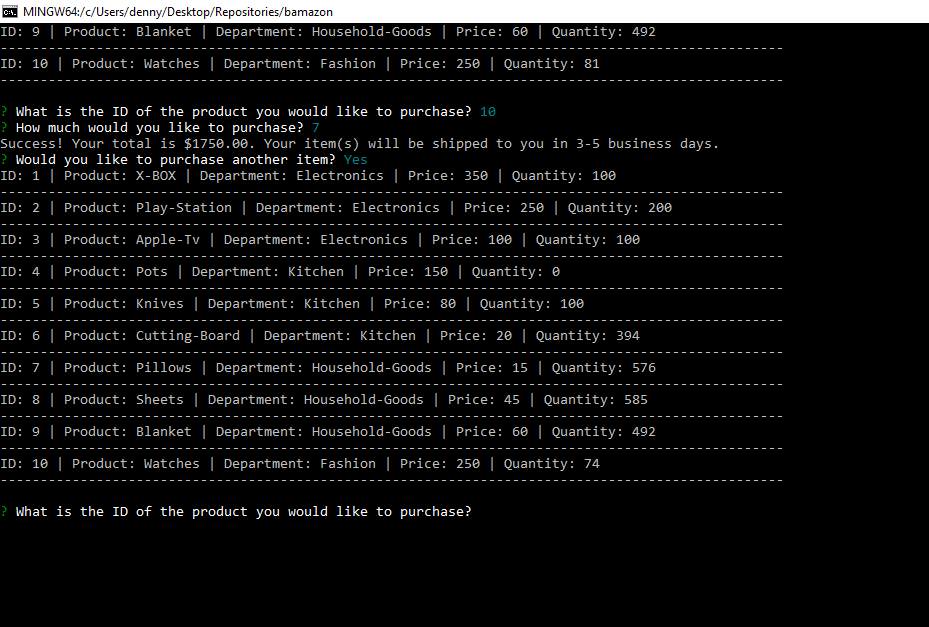 MINGW64:/c/Users/denny/Desktop/Repositories/bamazon
ID: 9 | Product: Blanket | Department: Household-Goods | Price: 60 | Quantity: 492
--------------------------------------------------------------------------------------------------
ID: 10 | Product: Watches | Department: Fashion | Price: 250 | Quantity: 81
--------------------------------------------------------------------------------------------------
? What is the ID of the product you would like to purchase? 10
? How much would you like to purchase? 7
Success! Your total is $1750.00. Your item(s) will be shipped to you in 3-5 business days.
? Would you like to purchase another item? Yes
ID: 1 | Product: X-BOX | Department: Electronics | Price: 350 | Quantity: 100
--------------------------------------------------------------------------------------------------
ID: 2 | Product: Play-Station | Department: Electronics | Price: 250 | Quantity: 200
--------------------------------------------------------------------------------------------------
ID: 3 | Product: Apple-Tv | Department: Electronics | Price: 100 | Quantity: 100
--------------------------------------------------------------------------------------------------
ID: 4 | Product: Pots | Department: Kitchen | Price: 150 | Quantity: 0
--------------------------------------------------------------------------------------------------
ID: 5 | Product: Knives | Department: Kitchen | Price: 80 | Quantity: 100
--------------------------------------------------------------------------------------------------
ID: 6 | Product: Cutting-Board | Department: Kitchen | Price: 20 | Quantity: 394
--------------------------------------------------------------------------------------------------
ID: 7 | Product: Pillows | Department: Household-Goods | Price: 15 | Quantity: 576
--------------------------------------------------------------------------------------------------
ID: 8 | Product: Sheets | Department: Household-Goods | Price: 45 | Quantity: 585
--------------------------------------------------------------------------------------------------
ID: 9 | Product: Blanket | Department: Household-Goods | Price: 60 | Quantity: 492
--------------------------------------------------------------------------------------------------
ID: 10 | Product: Watches | Department: Fashion | Price: 250 | Quantity: 74
--------------------------------------------------------------------------------------------------
? What is the ID of the product you would like to purchase?